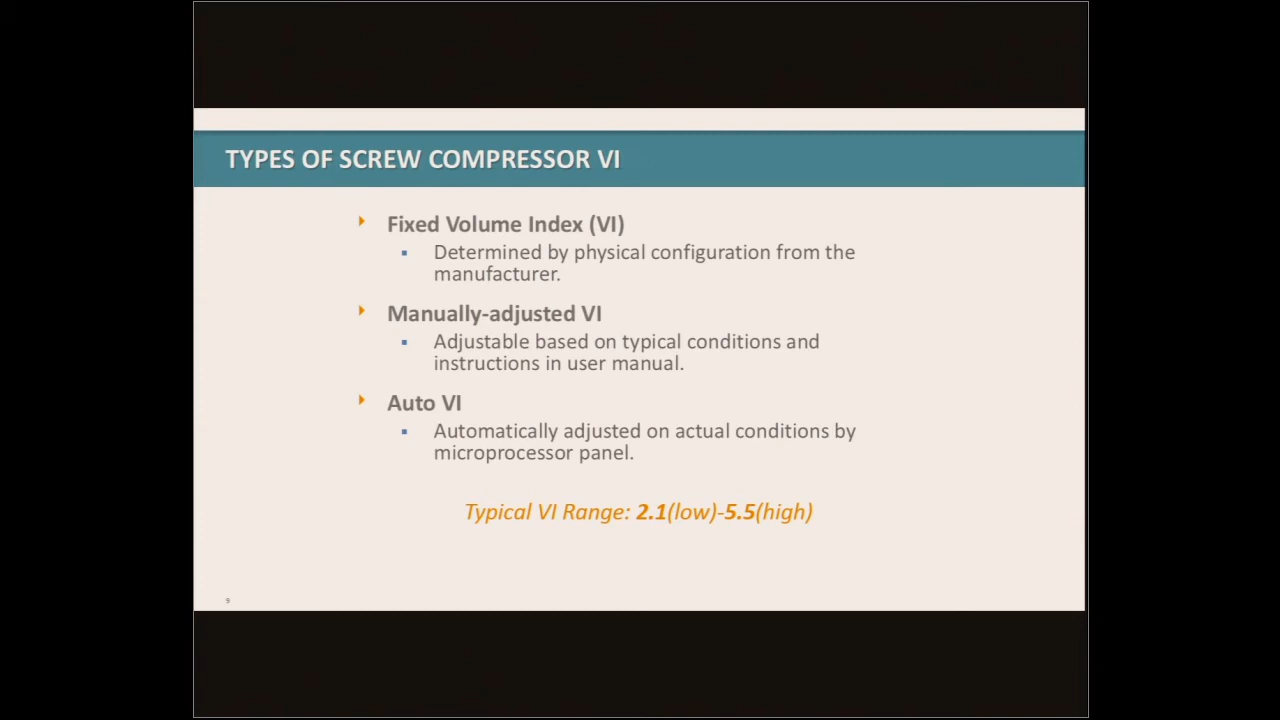 TYPES OF SCREW COMPRESSOR VI
Fixed Volume Index (VI)
Determined by physical configuration from the
manufacturer.
Manually-adjusted VI
Adjustable based on typical conditions and
instructions in user manual.
Auto VI
Automatically adjusted on actual conditions by
microprocessor panel.
Typical VI Range: 2.1(low)-5.5(high)
9